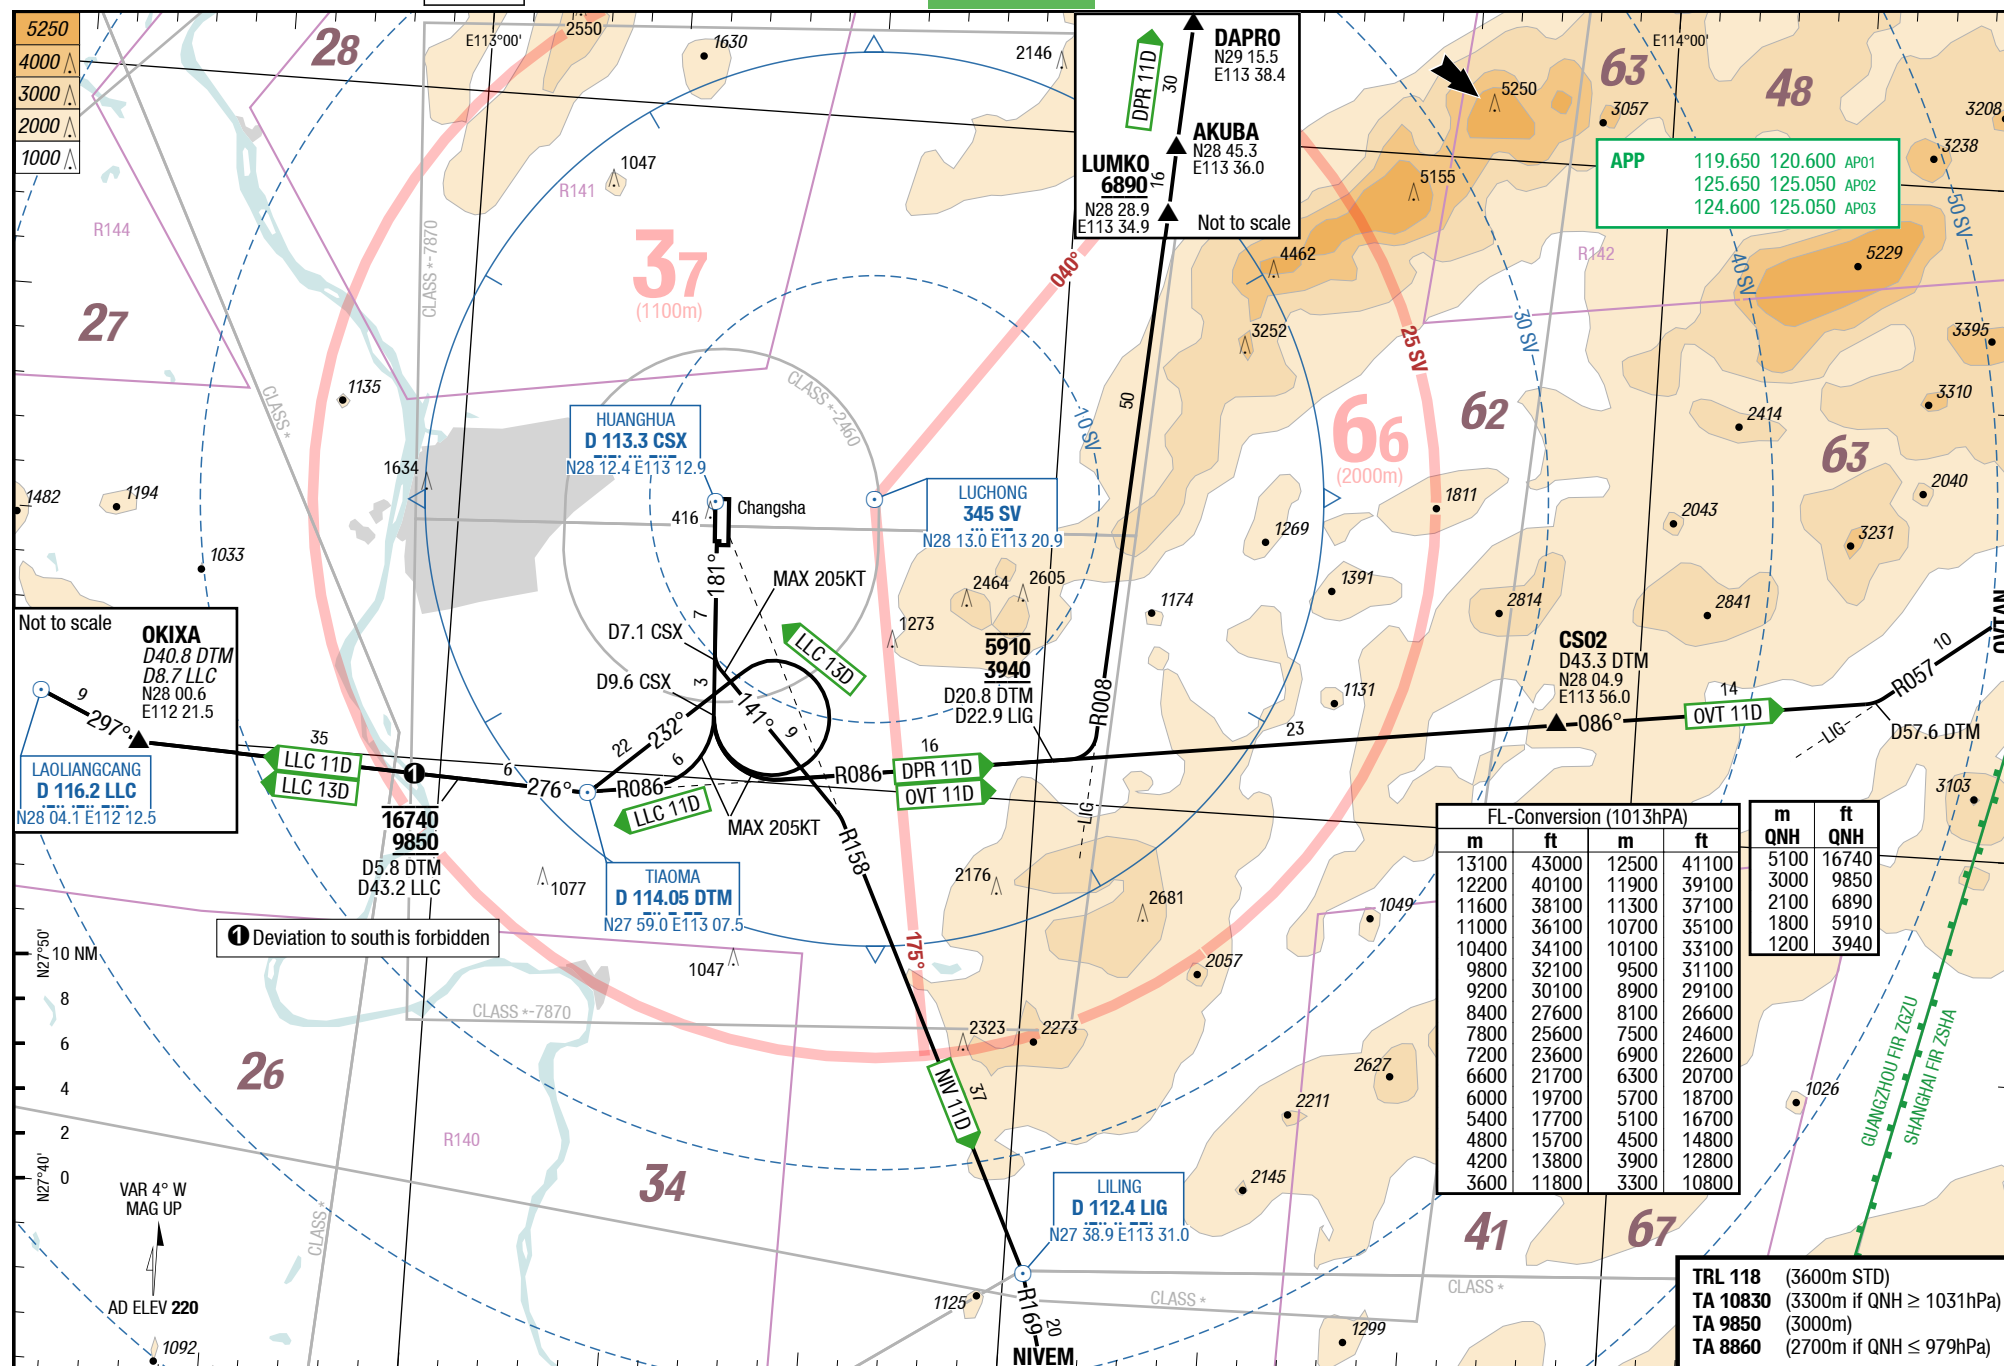 5250
4000
3000
2000
1000
28
E113°00'
2550
1630
2146
DPR 11D
30
DAPRO
N29 15.5
E113 38.4
AKUBA
N28 45.3
E113 36.0
LUMKO
6890
16
N28 28.9
E113 34.9
Not to scale
E114°00'
5250
63
3057
48
3208
3238
APP 119.650 120.600 AP01
125.650 125.050 AP02
124.600 125.050 AP03
50 SV
1047
R141
R144
CLASS *-7870
37
(1100m)
040°
5155
4462
3252
R142
40 SV
5229
27
1135
CLASS *
CLASS *-2460
10 SV
50
25 SV
30 SV
3395
3310
66
(2000m)
62
2414
63
HUANGHUA
D 113.3 CSX
N28 12.4 E113 12.9
1634
1482
1194
416
Changsha
LUCHONG
345 SV
N28 13.0 E113 20.9
1811
1269
2043
2040
3231
1033
181°
MAX 205KT
7
D7.1 CSX
LLC 13D
1273
2464
2605
1174
1391
2814
2841
Not to scale
OKIXA
D40.8 DTM
D8.7 LLC
N28 00.6
E112 21.5
9
297°
LAOLIANGCANG
D 116.2 LLC
N28 04.1 E112 12.5
D9.6 CSX
3
141°
9
232°
22
6
5910
3940
D20.8 DTM
D22.9 LIG
R008
1131
CS02
D43.3 DTM
N28 04.9
E113 56.0
086°
14
OVT 11D
R057
10
OVTAN
LIG
D57.6 DTM
35
LLC 11D
LLC 13D
1
6
276°
R086
LLC 11D
MAX 205KT
R086
16
DPR 11D
OVT 11D
23
LIG
16740
9850
D5.8 DTM
D43.2 LLC
R158
1077
TIAOMA
D 114.05 DTM
N27 59.0 E113 07.5
2176
2681
1049
3103
FL-Conversion (1013hPA)
m ft m ft
13100 43000 12500 41100
12200 40100 11900 39100
11600 38100 11300 37100
11000 36100 10700 35100
10400 34100 10100 33100
9800 32100 9500 31100
9200 30100 8900 29100
8400 27600 8100 26600
7800 25600 7500 24600
7200 23600 6900 22600
6600 21700 6300 20700
6000 19700 5700 18700
5400 17700 5100 16700
4800 15700 4500 14800
4200 13800 3900 12800
3600 11800 3300 10800
m ft
QNH QNH
5100 16740
3000 9850
2100 6890
1800 5910
1200 3940
1 Deviation to south is forbidden
N27°50'
10 NM
8
6
4
2
0
N27°40'
1047
175°
2057
CLASS *-7870
2323
2273
26
NIV 11D
37
2627
2211
1026
GUANGZHOU FIR ZGZU
SHANGHAI FIR ZSHA
R140
34
2145
VAR 4° W
MAG UP
CLASS *
LILING
D 112.4 LIG
N27 38.9 E113 31.0
41
67
AD ELEV 220
1092
1125
R169
20
NIVEM
CLASS *
CLASS *
1299
TRL 118 (3600m STD)
TA 10830 (3300m if QNH ≥ 1031hPa)
TA 9850 (3000m)
TA 8860 (2700m if QNH ≤ 979hPa)